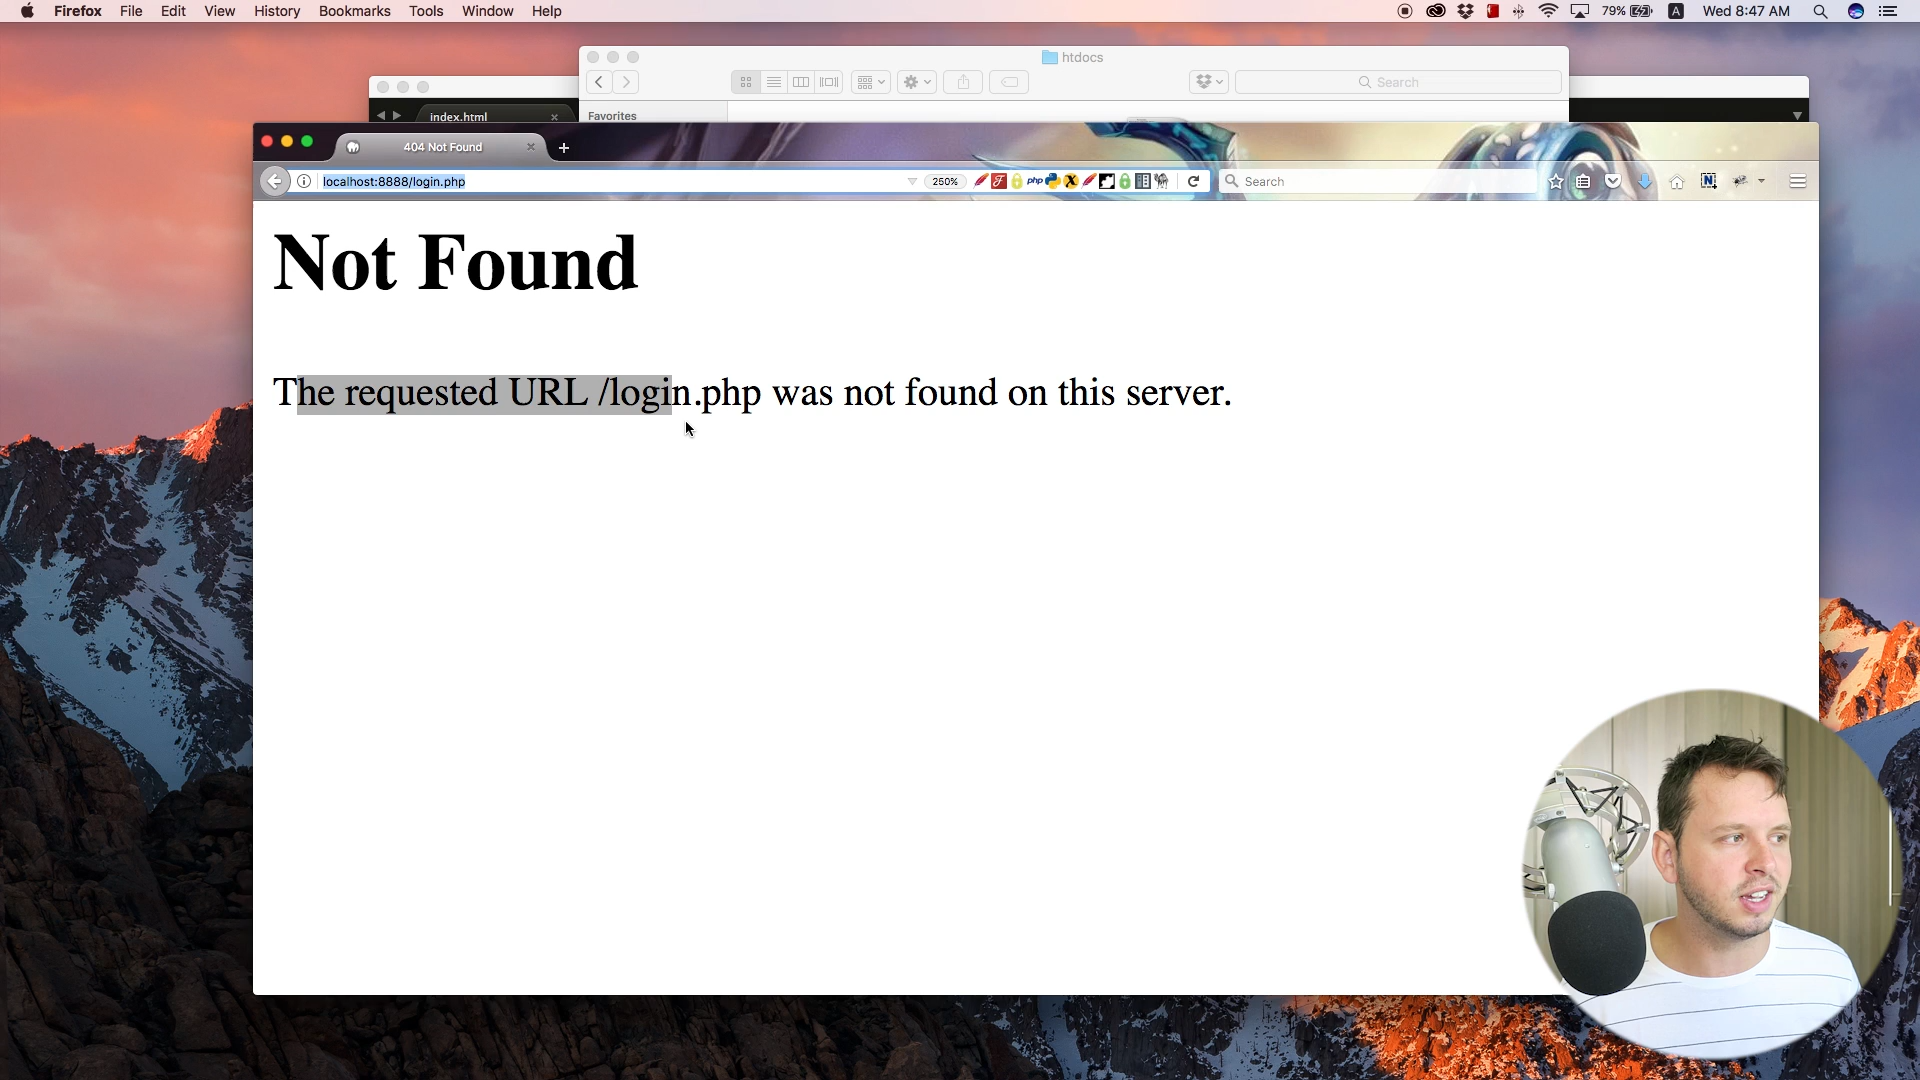 Firefox File Edit View History Bookmarks Tools Window Help 79% A Wed 8:47 AM
htdocs
Search
index.html
Favorites
404 Not Found
localhost:8888/login.php 250% php Search
Not Found
The requested URL /login.php was not found on this server.